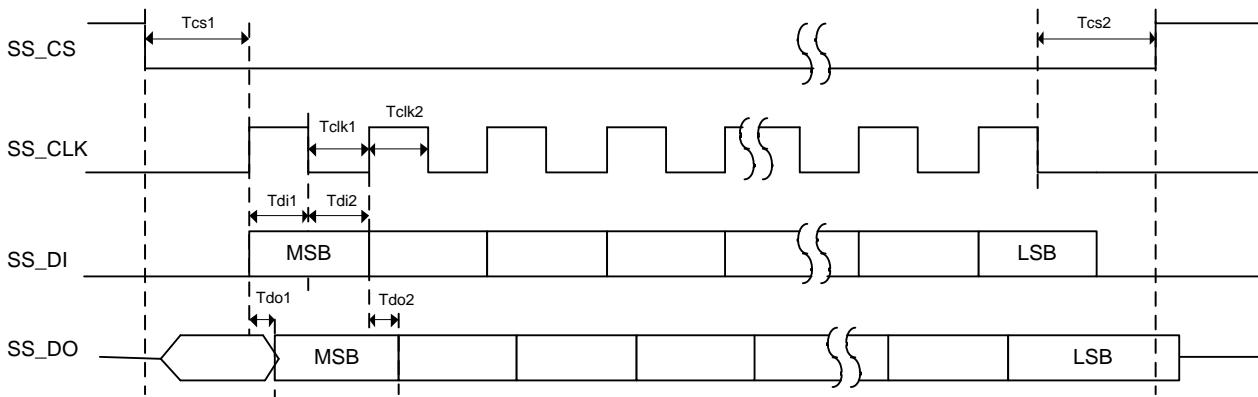 Tcs1
Tcs2
SS_CS
Tclk1
Tclk2
SS_CLK
Tdi1
Tdi2
SS_DI
MSB
LSB
Tdo1
Tdo2
SS_DO
MSB
LSB